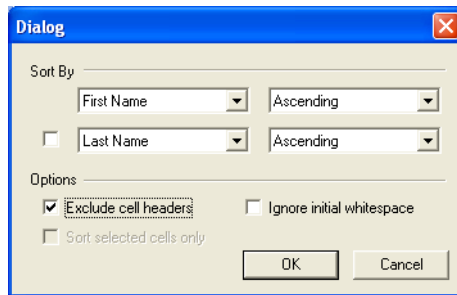 Dialog
Sort By
First Name Ascending
Last Name Ascending
Options
Exclude cell headers Ignore initial whitespace
Sort selected cells only
OK Cancel